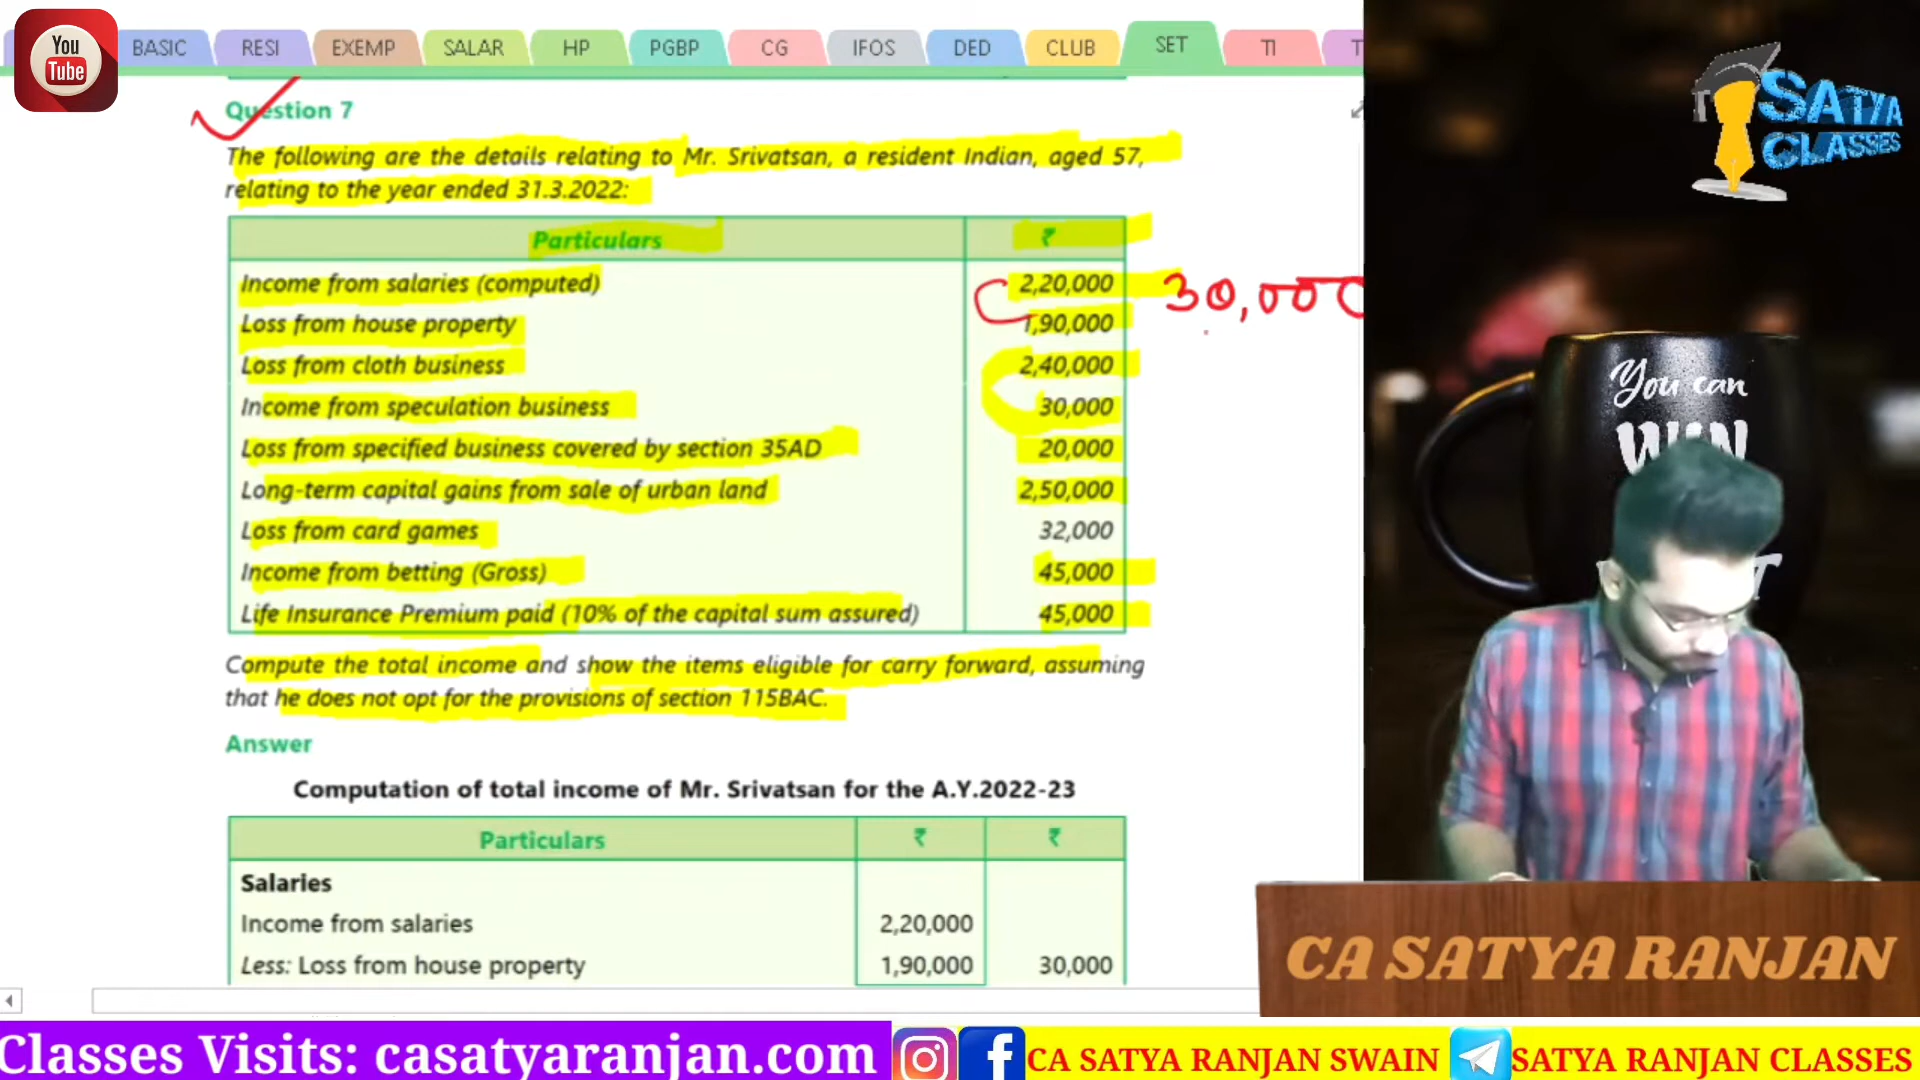 You
Tube
BASIC RESI EXEMP SALAR HP PGBP CG IFOS DED CLUB SET TI T
SATYA
CLASSES
Question 7
The following are the details relating to Mr. Srivatsan, a resident Indian, aged 57,
relating to the year ended 31.3.2022:
Particulars ₹
Income from salaries (computed) 2,20,000 30,000
Loss from house property 1,90,000
Loss from cloth business 2,40,000
Income from speculation business 30,000
Loss from specified business covered by section 35AD 20,000
Long-term capital gains from sale of urban land 2,50,000
Loss from card games 32,000
Income from betting (Gross) 45,000
Life Insurance Premium paid (10% of the capital sum assured) 45,000
Compute the total income and show the items eligible for carry forward, assuming
that he does not opt for the provisions of section 115BAC.
Answer
Computation of total income of Mr. Srivatsan for the A.Y.2022-23
Particulars ₹ ₹
Salaries
Income from salaries 2,20,000
Less: Loss from house property 1,90,000 30,000
You can
WIN
CA SATYA RANJAN
Classes Visits: casatyaranjan.com
CA SATYA RANJAN SWAIN
SATYA RANJAN CLASSES